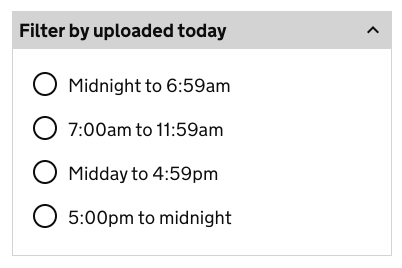 Filter by uploaded today
Midnight to 6:59am
7:00am to 11:59am
Midday to 4:59pm
5:00pm to midnight